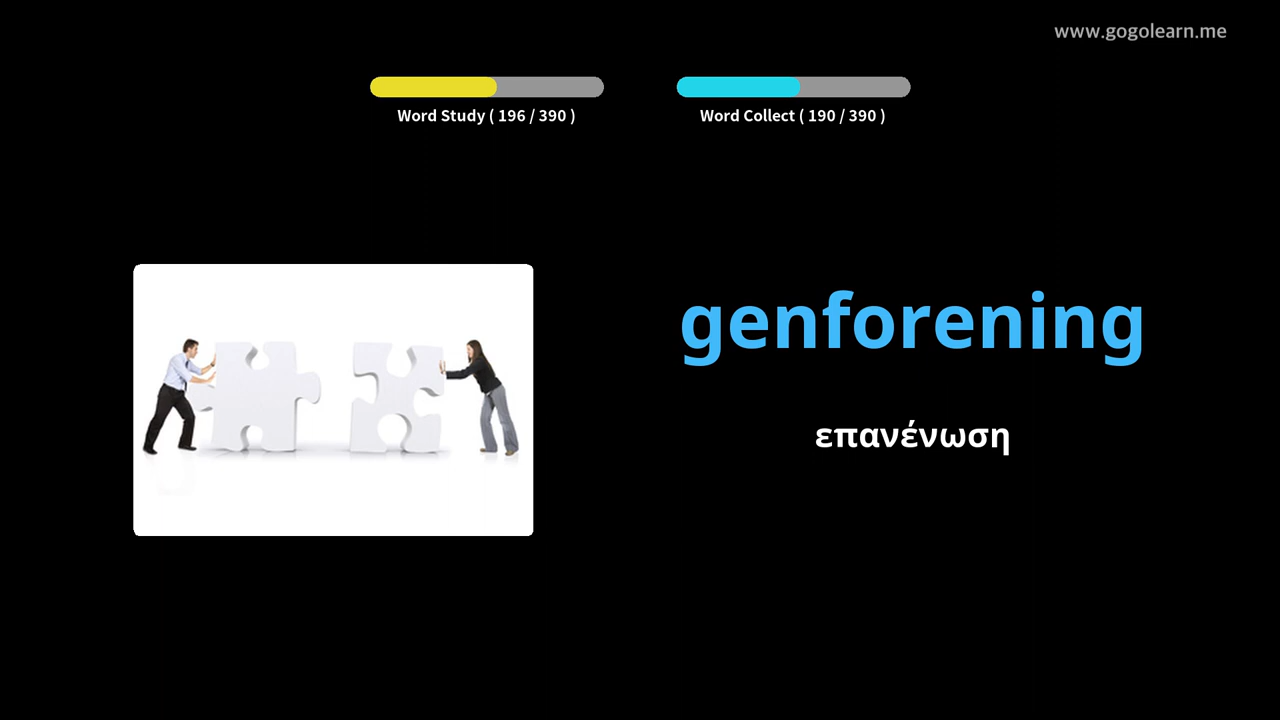 www.gogolearn.me
Word Study ( 196 / 390 )
Word Collect ( 190 / 390 )
genforening
επανένωση